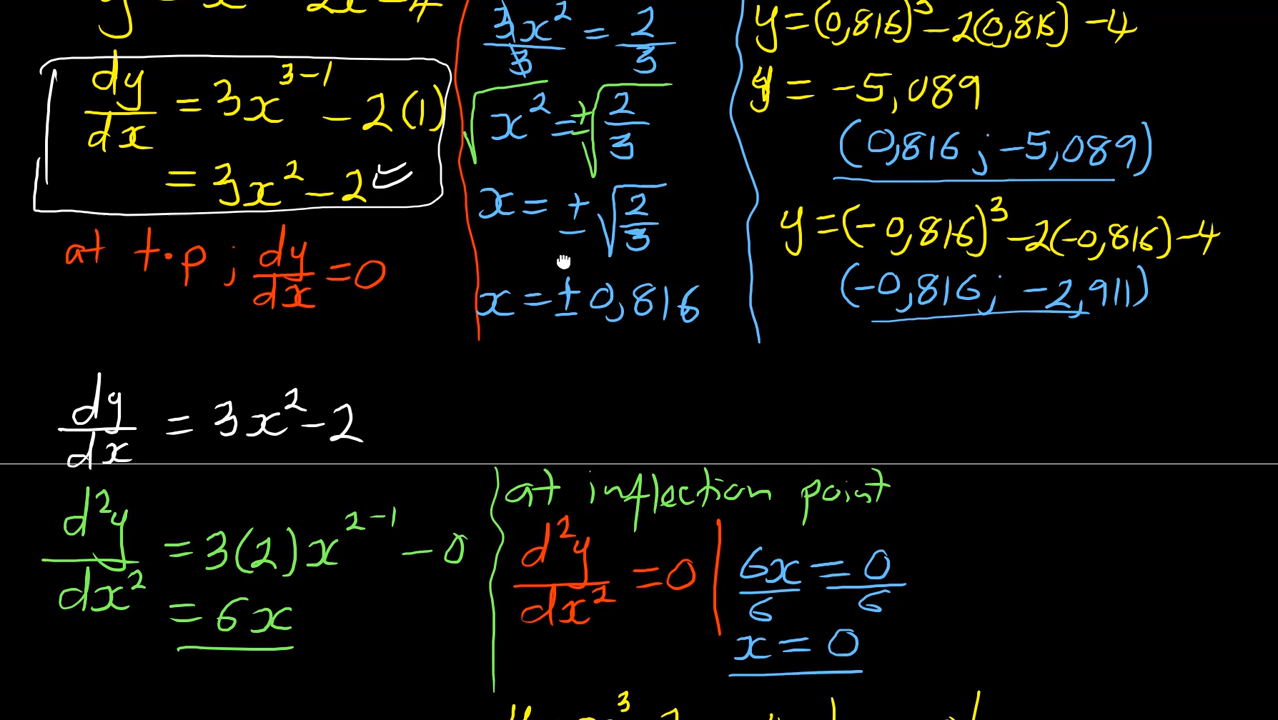 dy/dx = 3x^(3-1) - 2(1)
= 3x² - 2
at t.p ; dy/dx = 0
3x²/3 = 2/3
√x² = ±√(2/3)
x = ±√(2/3)
x = ± 0,816
y = (0,816)³ - 2(0,816) - 4
y = -5,089
(0,816 ; -5,089)
y = (-0,816)³ - 2(-0,816) - 4
(-0,816 ; -2,911)
dy/dx = 3x² - 2
d²y/dx² = 3(2)x^(2-1) - 0
= 6x
at inflection point
d²y/dx² = 0
6x/6 = 0/6
x = 0